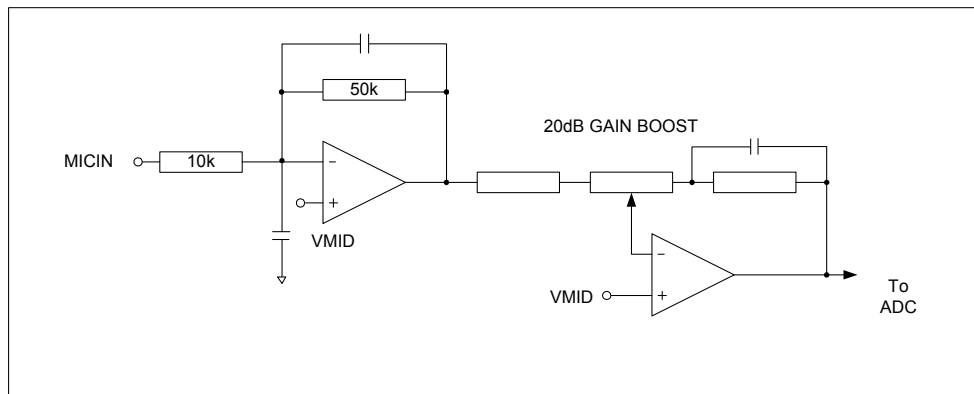 50k
20dB GAIN BOOST
MICIN
10k
−
+
VMID
−
+
VMID
To
ADC